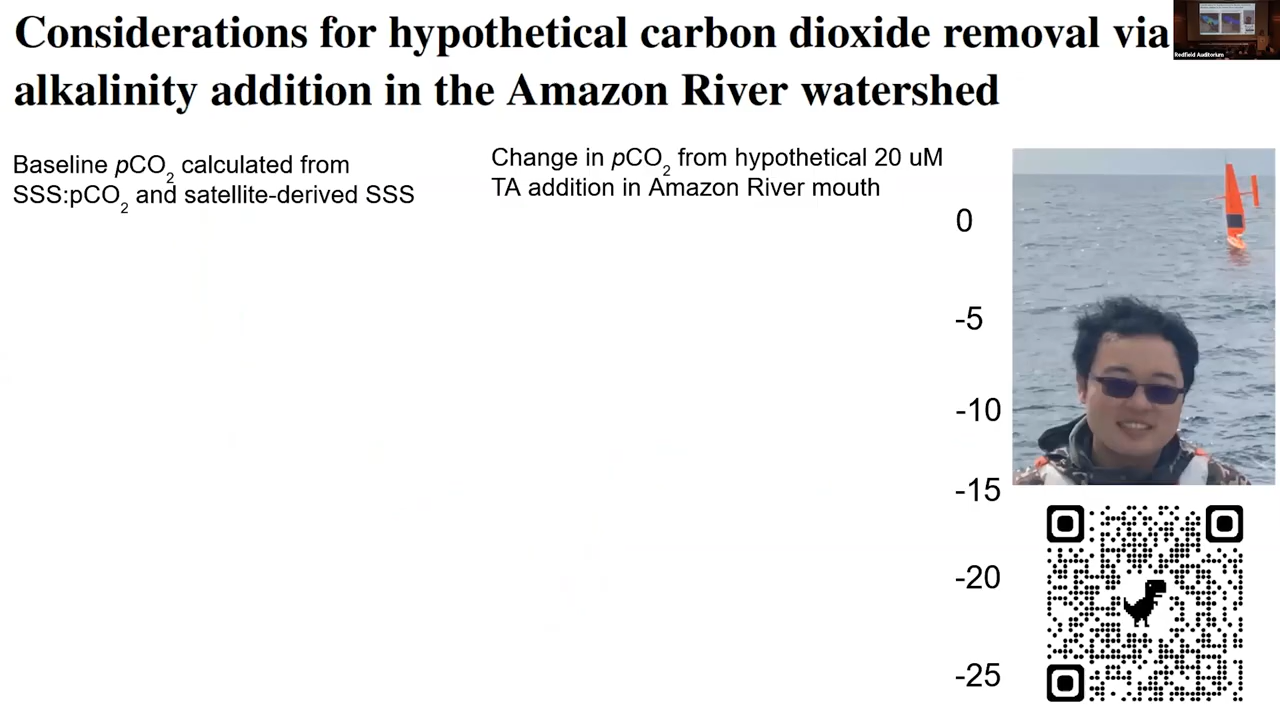 Considerations for hypothetical carbon dioxide removal via
alkalinity addition in the Amazon River watershed
Redfield Auditorium
Baseline pCO2 calculated from
SSS:pCO2 and satellite-derived SSS
Change in pCO2 from hypothetical 20 uM
TA addition in Amazon River mouth
0
-5
-10
-15
-20
-25